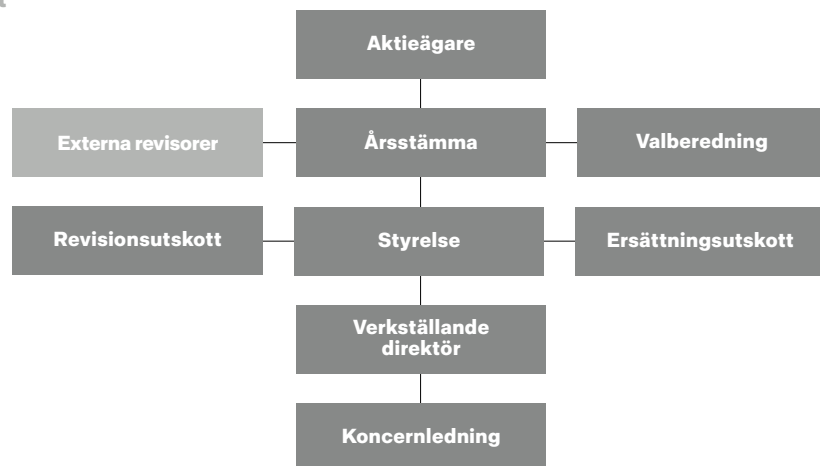 Aktieägare
Externa revisorer
Årsstämma
Valberedning
Revisionsutskott
Styrelse
Ersättningsutskott
Verkställande
direktör
Koncernledning